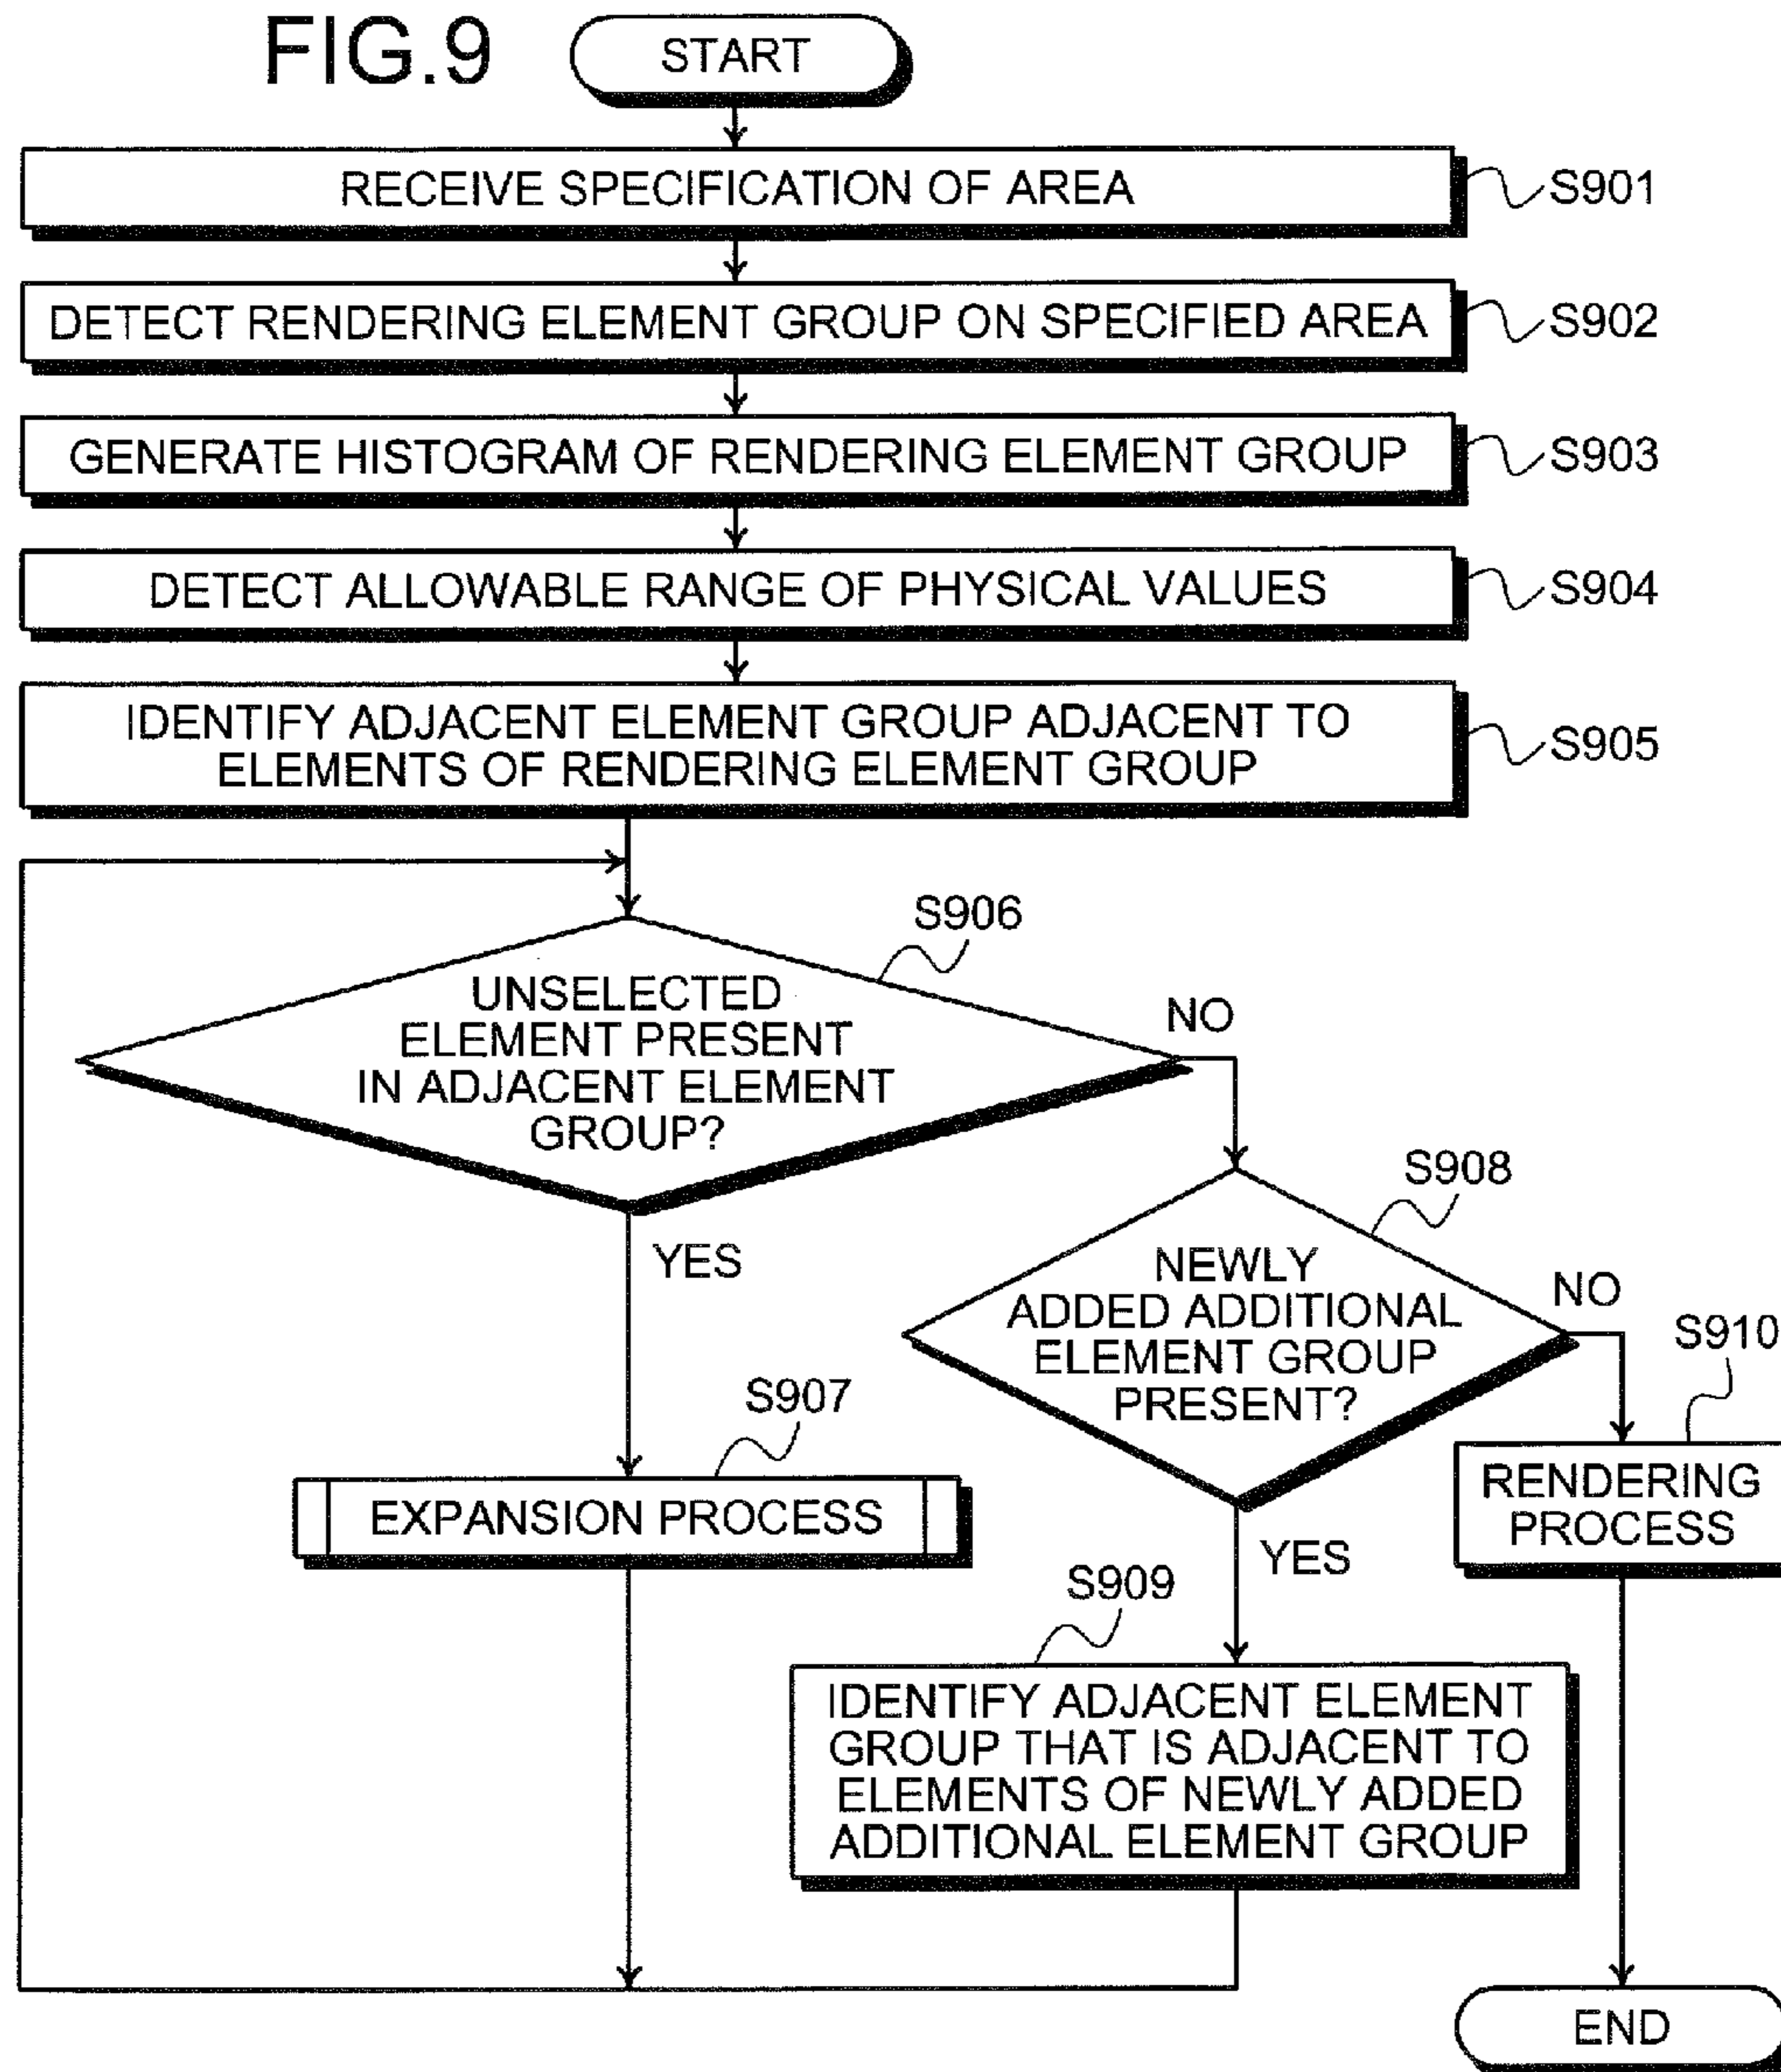 FIG.9
START
RECEIVE SPECIFICATION OF AREA
S901
DETECT RENDERING ELEMENT GROUP ON SPECIFIED AREA
S902
GENERATE HISTOGRAM OF RENDERING ELEMENT GROUP
S903
DETECT ALLOWABLE RANGE OF PHYSICAL VALUES
S904
IDENTIFY ADJACENT ELEMENT GROUP ADJACENT TO
ELEMENTS OF RENDERING ELEMENT GROUP
S905
S906
UNSELECTED
ELEMENT PRESENT
IN ADJACENT ELEMENT
GROUP?
NO
YES
S908
NEWLY
ADDED ADDITIONAL
ELEMENT GROUP
PRESENT?
NO
YES
S910
RENDERING
PROCESS
S907
EXPANSION PROCESS
S909
IDENTIFY ADJACENT ELEMENT
GROUP THAT IS ADJACENT TO
ELEMENTS OF NEWLY ADDED
ADDITIONAL ELEMENT GROUP
END